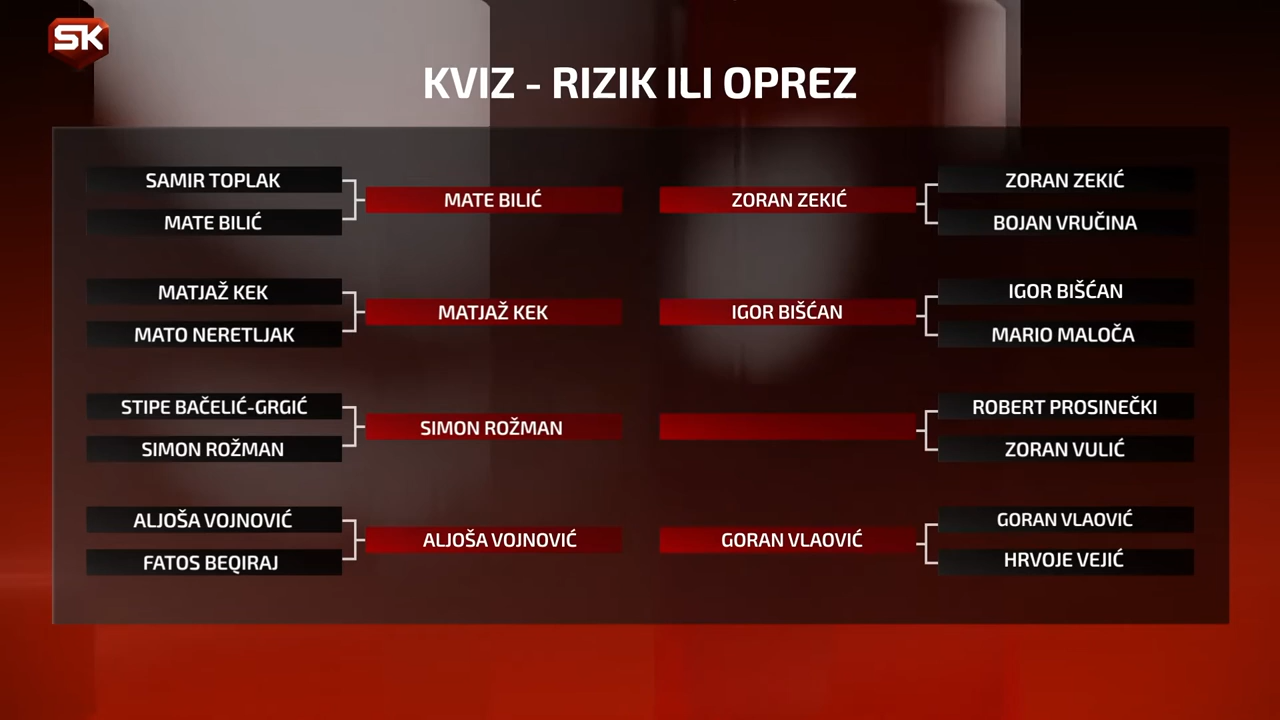 SK
KVIZ - RIZIK ILI OPREZ
SAMIR TOPLAK
MATE BILIĆ
MATE BILIĆ
ZORAN ZEKIĆ
ZORAN ZEKIĆ
BOJAN VRUČINA
MATJAŽ KEK
MATO NERETLJAK
MATJAŽ KEK
IGOR BIŠĆAN
IGOR BIŠĆAN
MARIO MALOČA
STIPE BAČELIĆ-GRGIĆ
SIMON ROŽMAN
SIMON ROŽMAN
ROBERT PROSINEČKI
ZORAN VULIĆ
ALJOŠA VOJNOVIĆ
FATOS BEQIRAJ
ALJOŠA VOJNOVIĆ
GORAN VLAOVIĆ
GORAN VLAOVIĆ
HRVOJE VEJIĆ